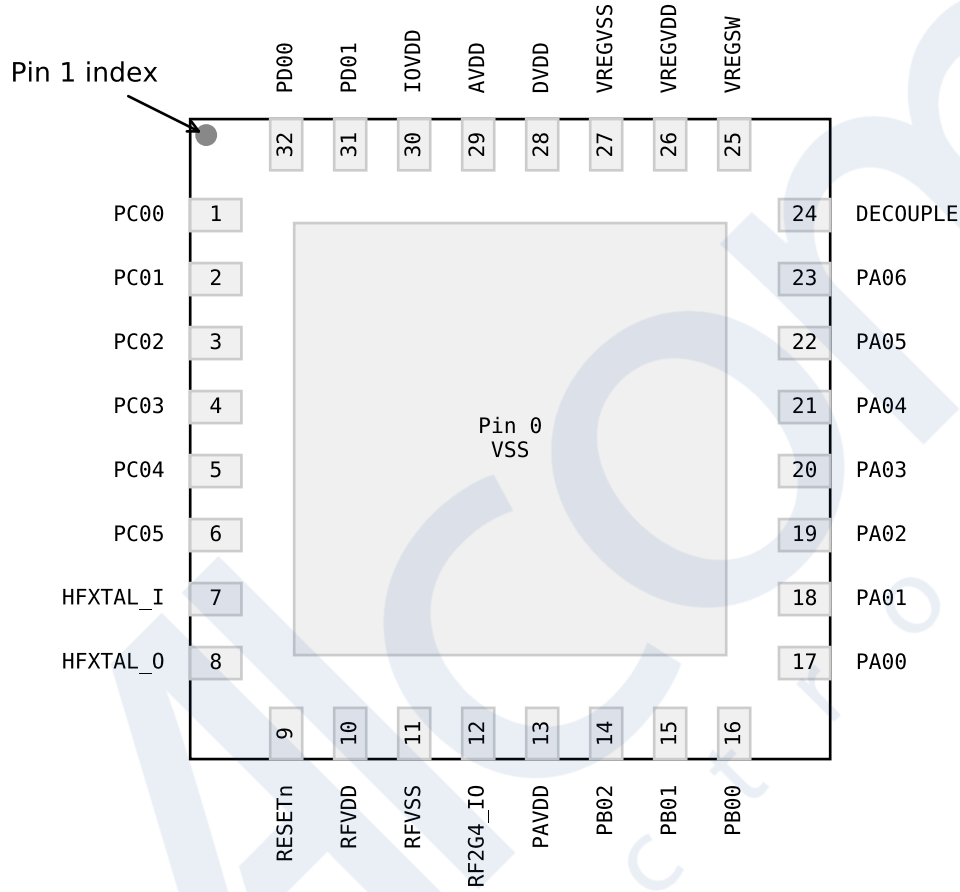 PD00
PD01
IOVDD
AVDD
DVDD
VREGVSS
VREGVDD
VREGSW
Pin 1 index
32
31
30
29
28
27
26
25
PC00 1
24 DECOUPLE
PC01 2
23 PA06
PC02 3
22 PA05
PC03 4
21 PA04
Pin 0
VSS
PC04 5
20 PA03
PC05 6
19 PA02
HFXTAL_I 7
18 PA01
HFXTAL_O 8
17 PA00
9
10
11
12
13
14
15
16
RESETn
RFVDD
RFVSS
RF2G4_IO
PAVDD
PB02
PB01
PB00